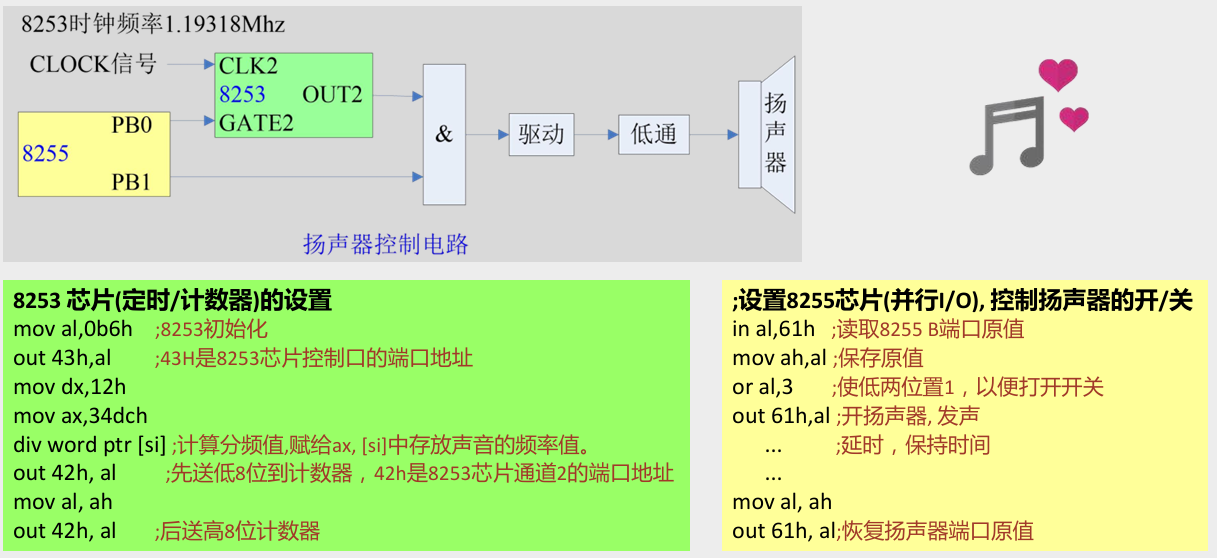 8253时钟频率1.19318Mhz
CLOCK信号
CLK2
8253
OUT2
GATE2
PB0
8255
PB1
&
驱动
低通
扬声器
扬声器控制电路
8253 芯片(定时/计数器)的设置
mov al,0b6h ;8253初始化
out 43h,al ;43H是8253芯片控制口的端口地址
mov dx,12h
mov ax,34dch
div word ptr [si] ;计算分频值,赋给ax, [si]中存放声音的频率值。
out 42h, al ;先送低8位到计数器，42h是8253芯片通道2的端口地址
mov al, ah
out 42h, al ;后送高8位计数器
;设置8255芯片(并行I/O), 控制扬声器的开/关
in al,61h ;读取8255 B端口原值
mov ah,al ;保存原值
or al,3 ;使低两位置1，以便打开开关
out 61h,al ;开扬声器, 发声
... ;延时，保持时间
...
mov al, ah
out 61h, al;恢复扬声器端口原值